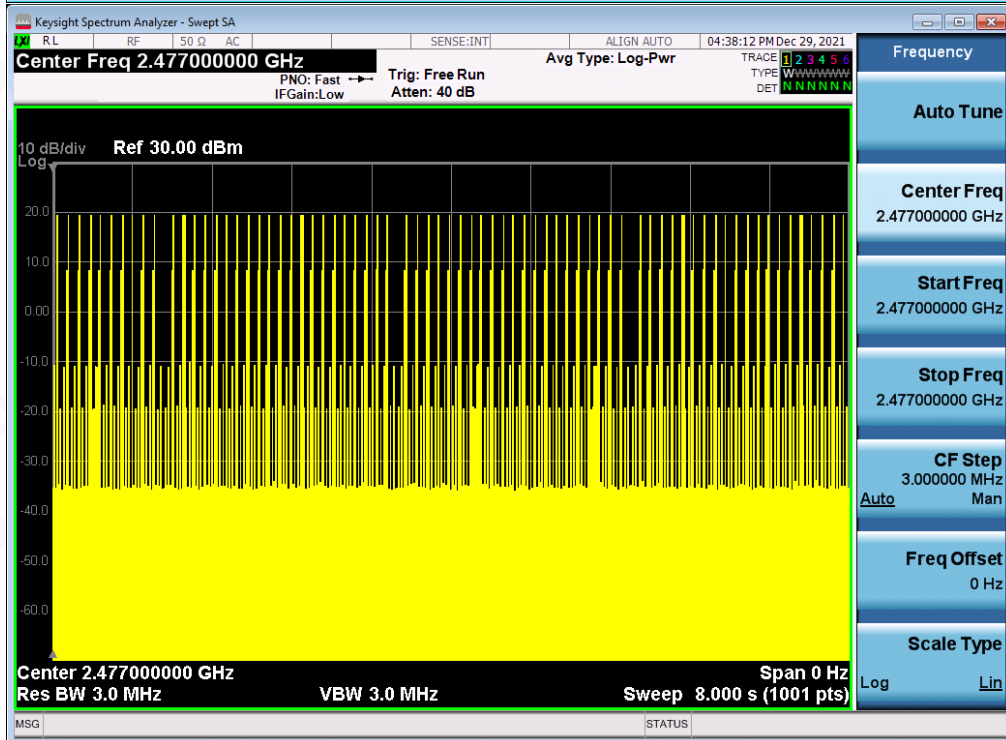 Keysight Spectrum Analyzer - Swept SA
LXI RL RF 50 Ω AC SENSE:INT ALIGN AUTO 04:38:12 PM Dec 29, 2021
Center Freq 2.477000000 GHz
PNO: Fast
IFGain:Low
Trig: Free Run
Atten: 40 dB
Avg Type: Log-Pwr
TRACE 1 2 3 4 5 6
TYPE WWWWWW
DET N N N N N N
10 dB/div Ref 30.00 dBm
Log
20.0
10.0
0.00
-10.0
-20.0
-30.0
-40.0
-50.0
-60.0
Center 2.477000000 GHz Span 0 Hz
Res BW 3.0 MHz VBW 3.0 MHz Sweep 8.000 s (1001 pts)
MSG STATUS
Frequency
Auto Tune
Center Freq
2.477000000 GHz
Start Freq
2.477000000 GHz
Stop Freq
2.477000000 GHz
CF Step
3.000000 MHz
Auto Man
Freq Offset
0 Hz
Scale Type
Log Lin